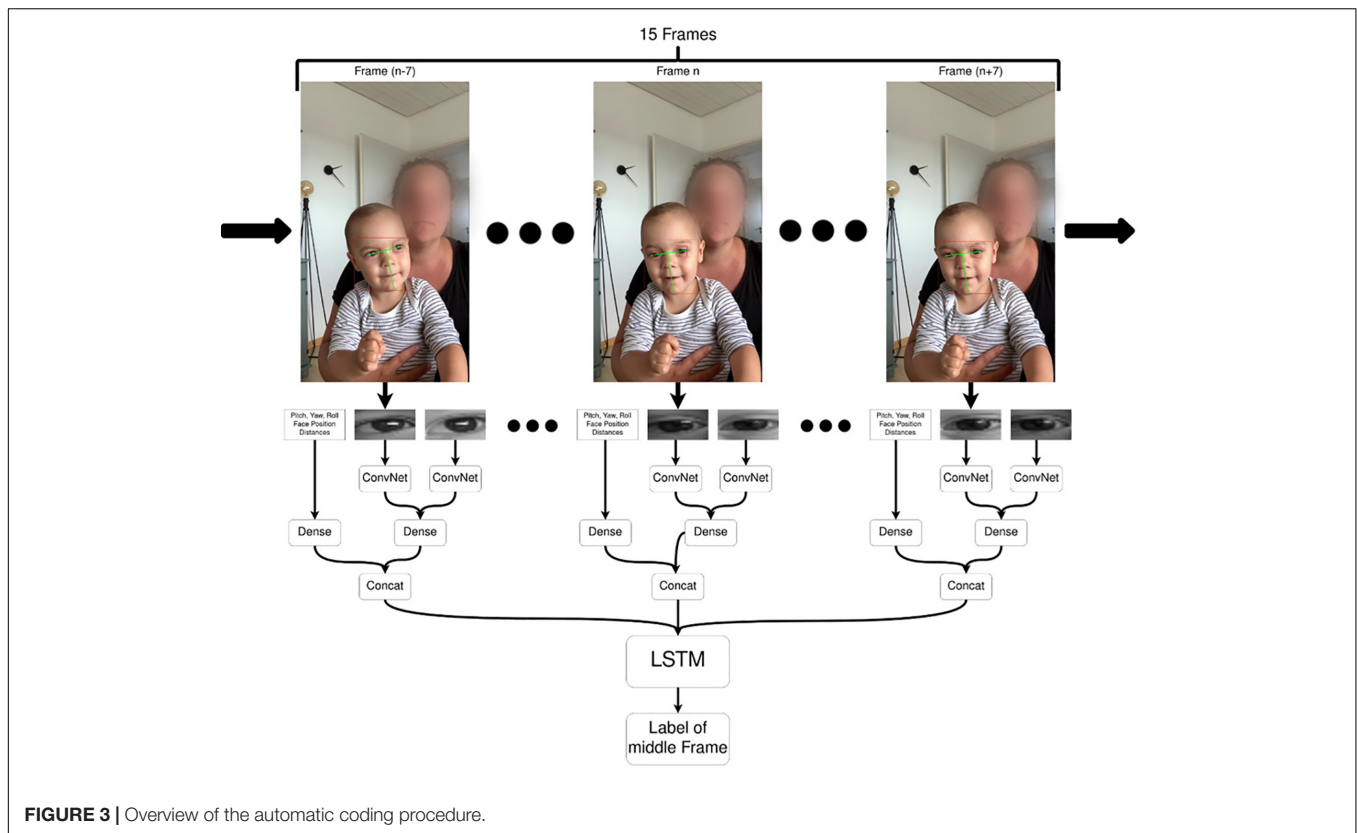 15 Frames
Frame (n-7)
Frame n
Frame (n+7)
Pitch, Yaw, Roll
Face Position
Distances
Pitch, Yaw, Roll
Face Position
Distances
Pitch, Yaw, Roll
Face Position
Distances
ConvNet
ConvNet
ConvNet
ConvNet
ConvNet
ConvNet
Dense
Dense
Dense
Dense
Dense
Dense
Concat
Concat
Concat
LSTM
Label of
middle Frame
FIGURE 3 | Overview of the automatic coding procedure.